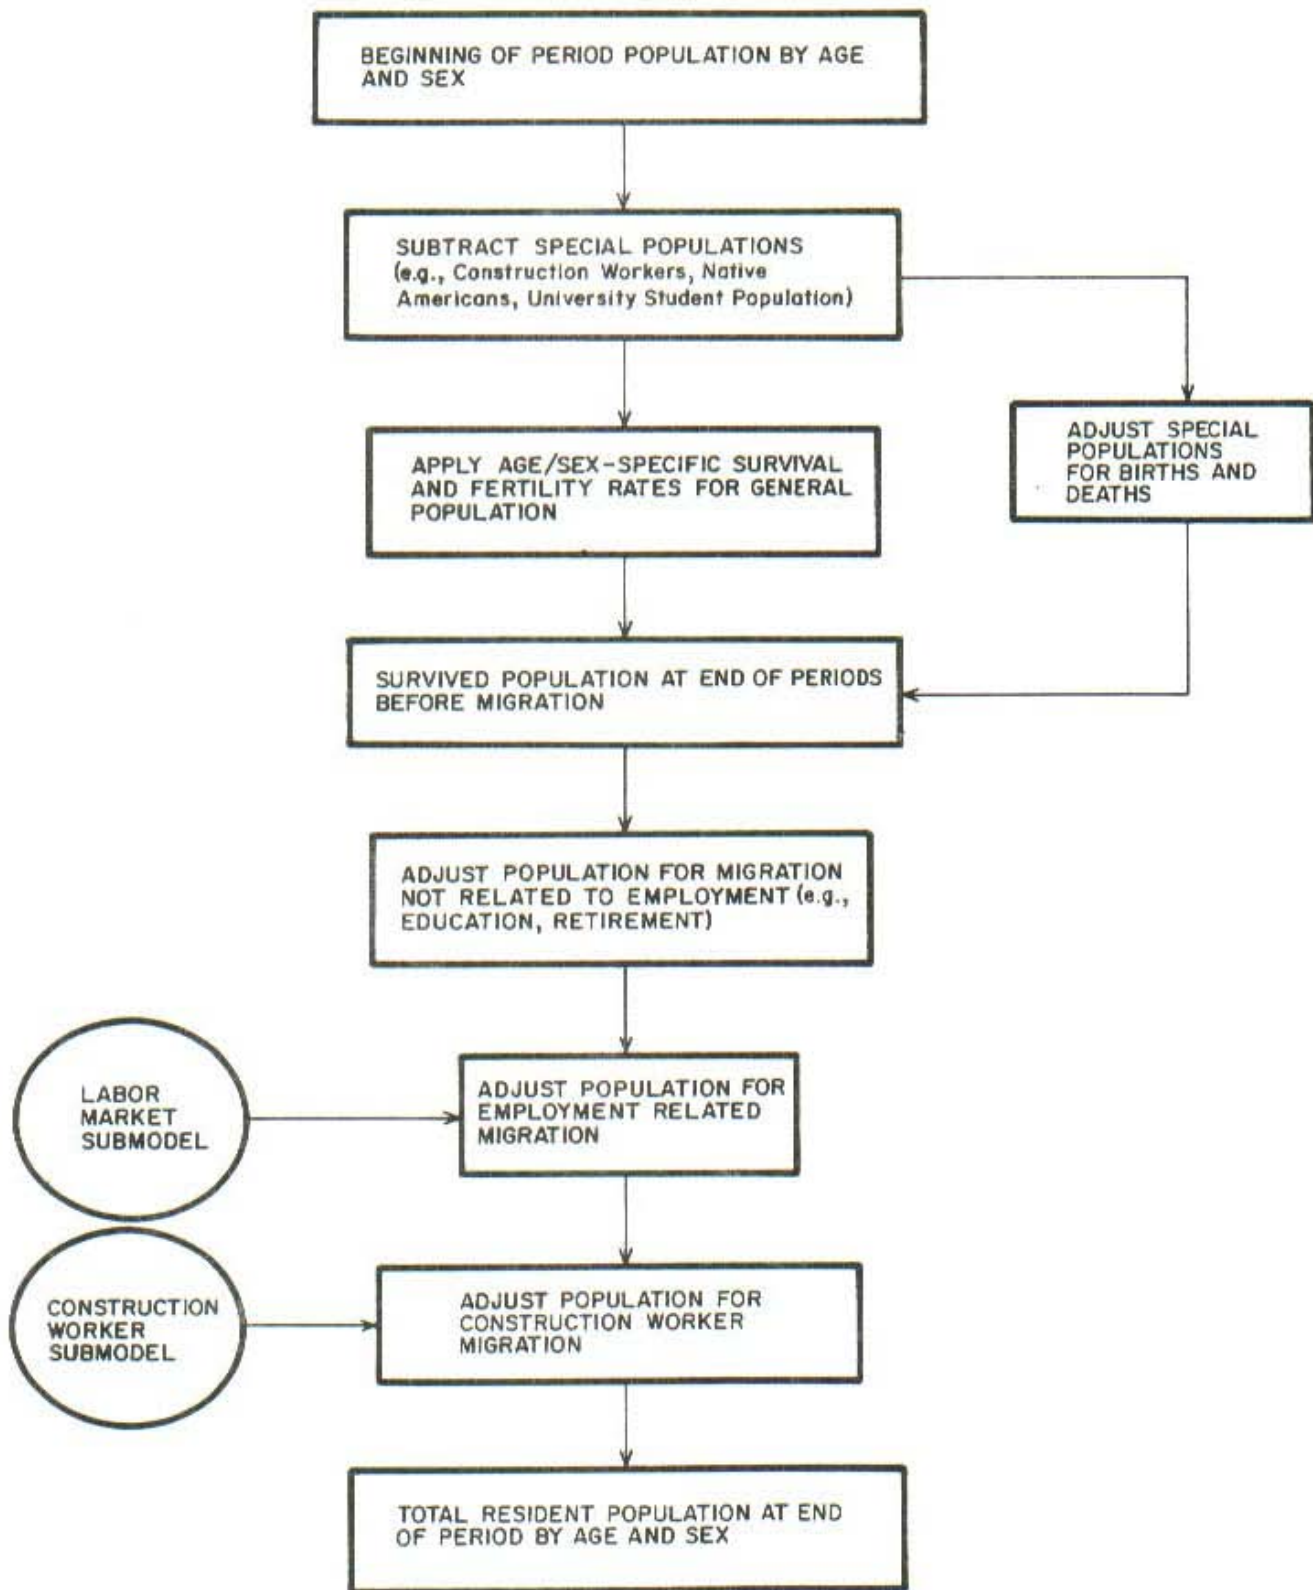 BEGINNING OF PERIOD POPULATION BY AGE
AND SEX
SUBTRACT SPECIAL POPULATIONS
(e.g., Construction Workers, Native
Americans, University Student Population)
APPLY AGE/SEX-SPECIFIC SURVIVAL
AND FERTILITY RATES FOR GENERAL
POPULATION
ADJUST SPECIAL
POPULATIONS
FOR BIRTHS AND
DEATHS
SURVIVED POPULATION AT END OF PERIODS
BEFORE MIGRATION
ADJUST POPULATION FOR MIGRATION
NOT RELATED TO EMPLOYMENT (e.g.,
EDUCATION, RETIREMENT)
LABOR
MARKET
SUBMODEL
ADJUST POPULATION FOR
EMPLOYMENT RELATED
MIGRATION
CONSTRUCTION
WORKER
SUBMODEL
ADJUST POPULATION FOR
CONSTRUCTION WORKER
MIGRATION
TOTAL RESIDENT POPULATION AT END
OF PERIOD BY AGE AND SEX